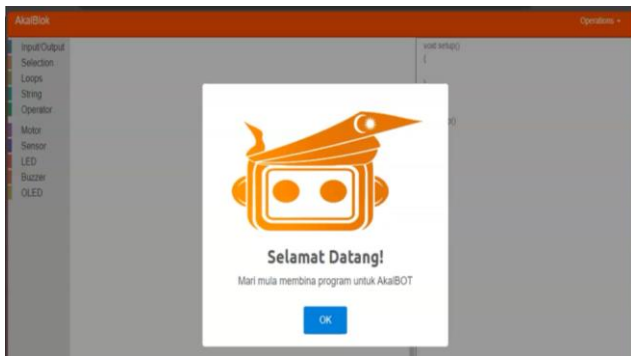 AkalBlok
Operations
Input/Output
Selection
Loops
String
Operator
Motor
Sensor
LED
Buzzer
OLED
void setup()
{
Selamat Datang!
Mari mula membina program untuk AkalBOT
OK